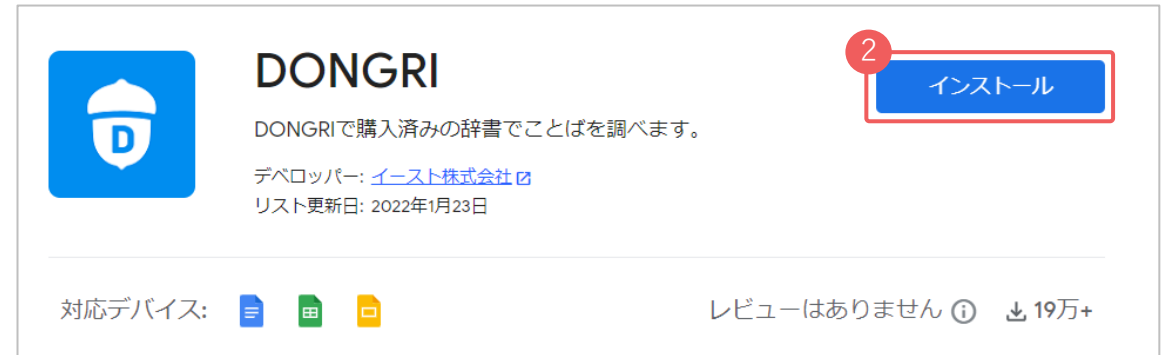 DONGRI
2
インストール
D
DONGRIで購入済みの辞書でことばを調べます。
デベロッパー: イースト株式会社
リスト更新日: 2022年1月23日
対応デバイス:
レビューはありません
19万+